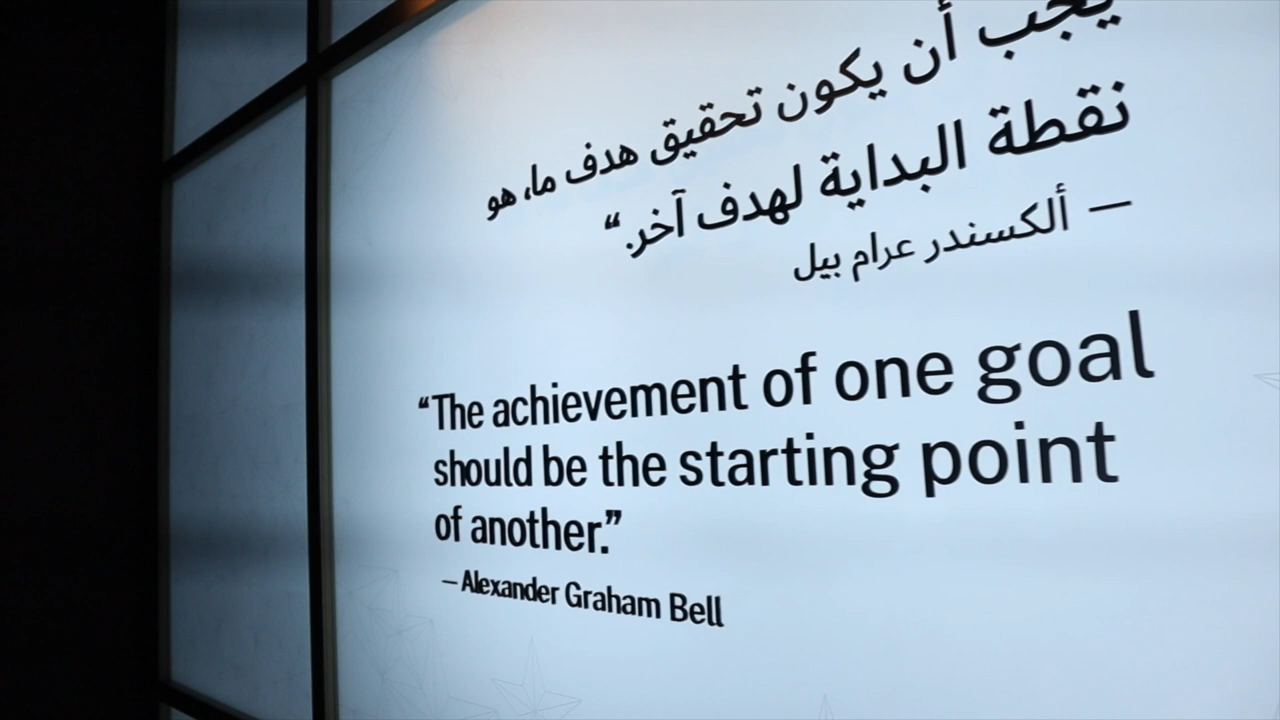 يجب أن يكون تحقيق هدف ما، هو
نقطة البداية لهدف آخر.“
— ألكسندر عرام بيل
“The achievement of one goal
should be the starting point
of another.”
– Alexander Graham Bell